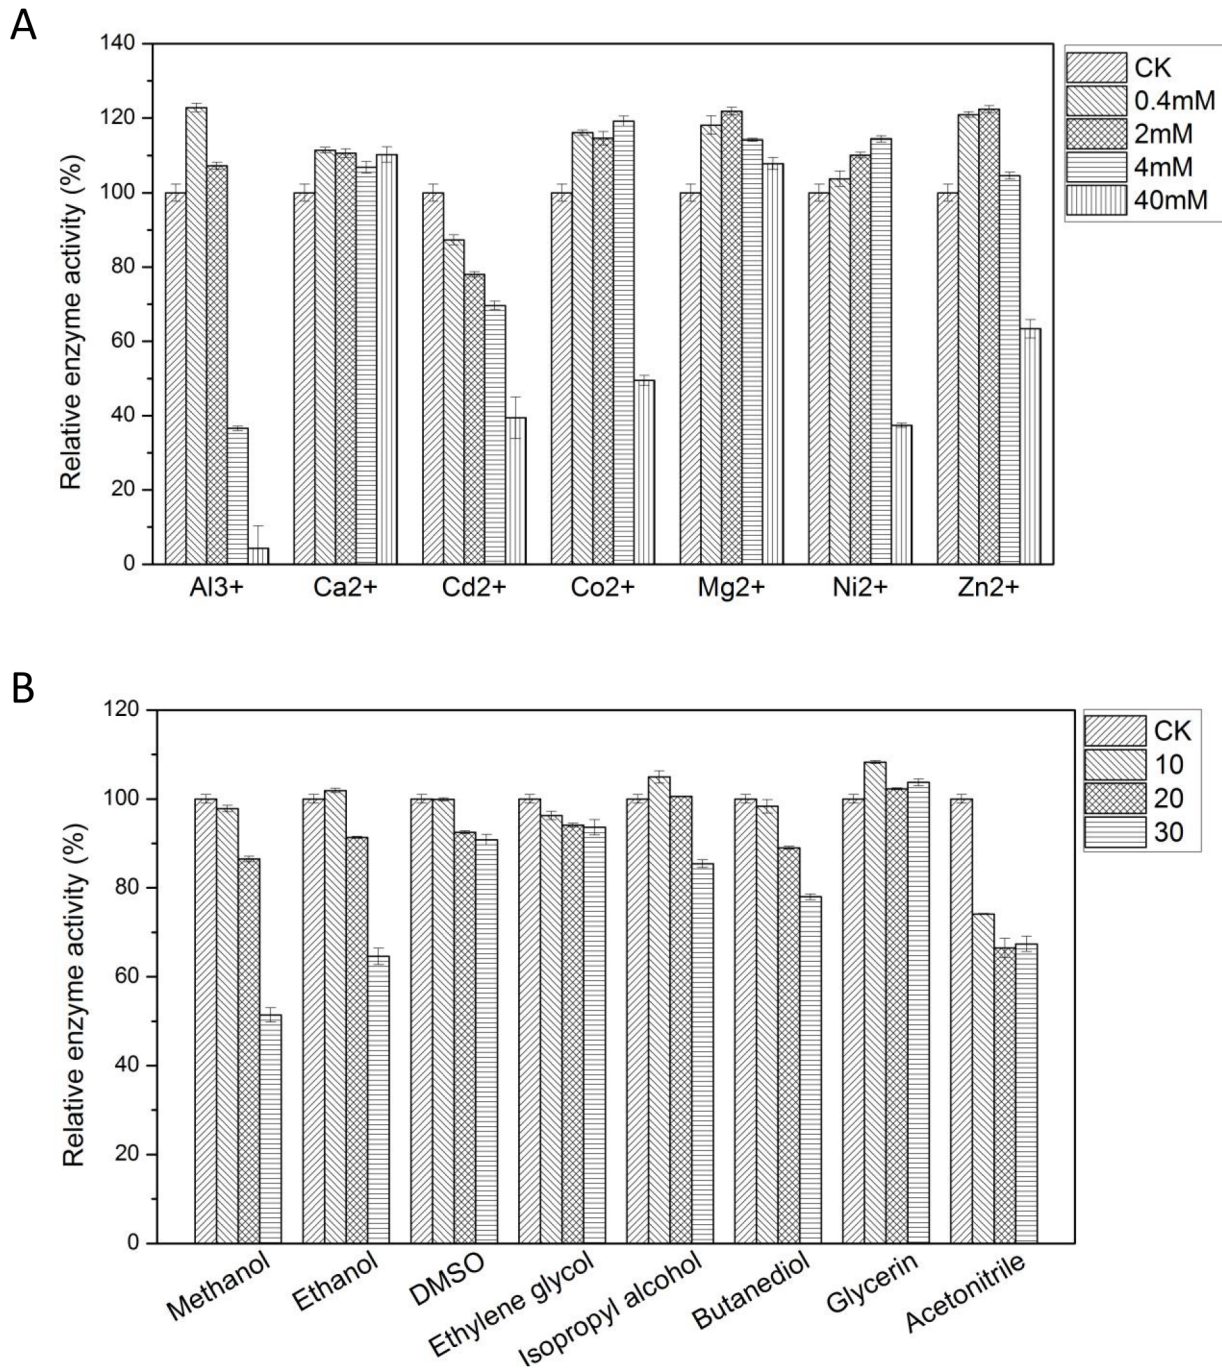 A
140
120
100
80
60
40
20
0
Relative enzyme activity (%)
Al3+ Ca2+ Cd2+ Co2+ Mg2+ Ni2+ Zn2+
CK
0.4mM
2mM
4mM
40mM
B
120
100
80
60
40
20
0
Relative enzyme activity (%)
Methanol Ethanol DMSO Ethylene glycol Isopropyl alcohol Butanediol Glycerin Acetonitrile
CK
10
20
30